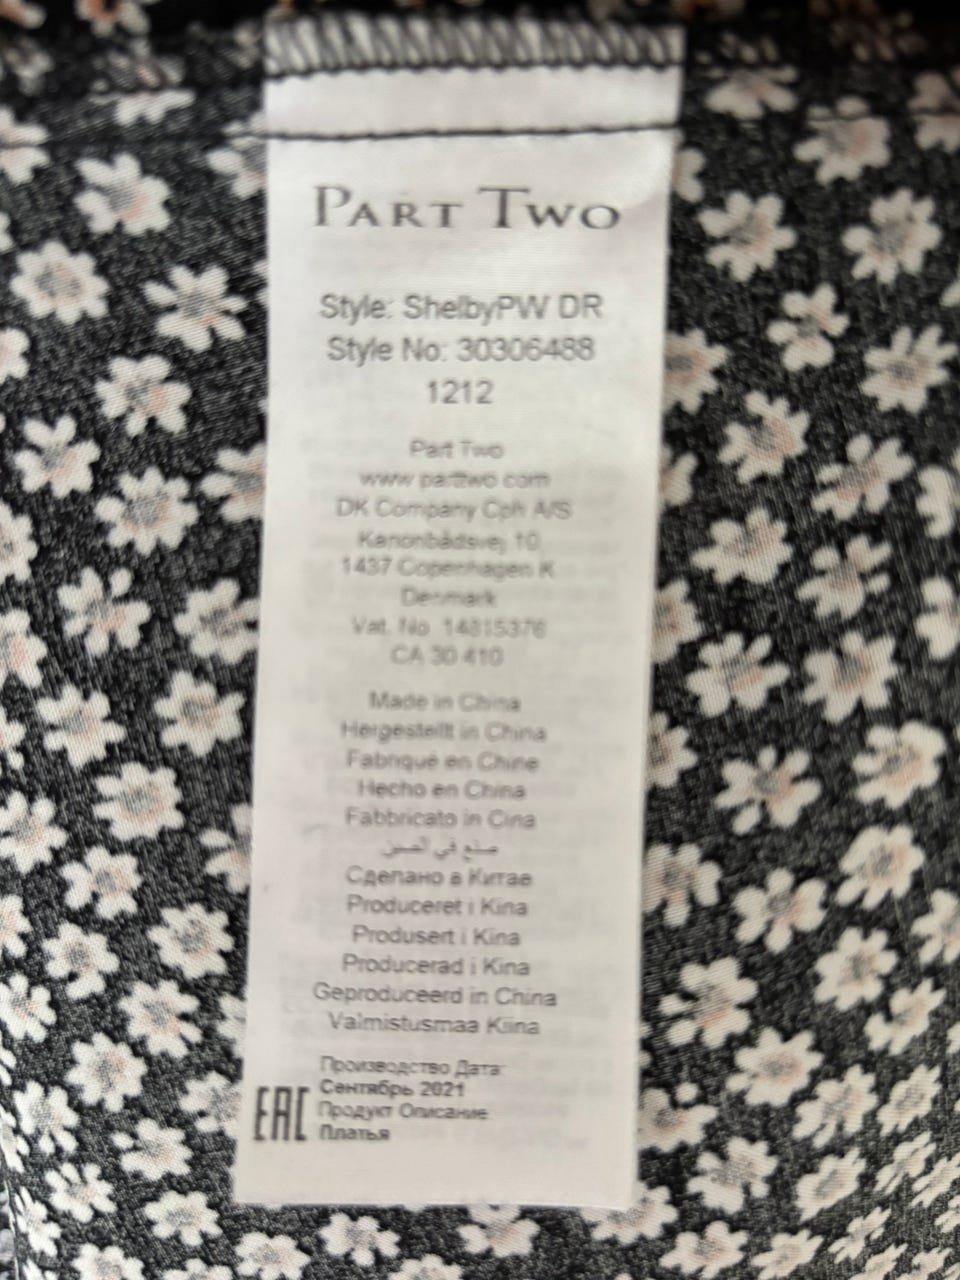 PART TWO
Style: ShelbyPW DR
Style No: 30306488
1212
Part Two
www.parttwo.com
DK Company Cph A/S
Kanonbådsvej 10
1437 Copenhagen K
Denmark
Vat. No 14815376
CA 30 410
Made in China
Hergestellt in China
Fabriqué en Chine
Hecho en China
Fabbricato in Cina
صنع في الصين
Сделано в Китае
Produceret i Kina
Produsert i Kina
Producerad i Kina
Geproduceerd in China
Valmistusmaa Kiina
Производство Дата:
Сентябрь 2021
EAC Продукт Описание
Платья